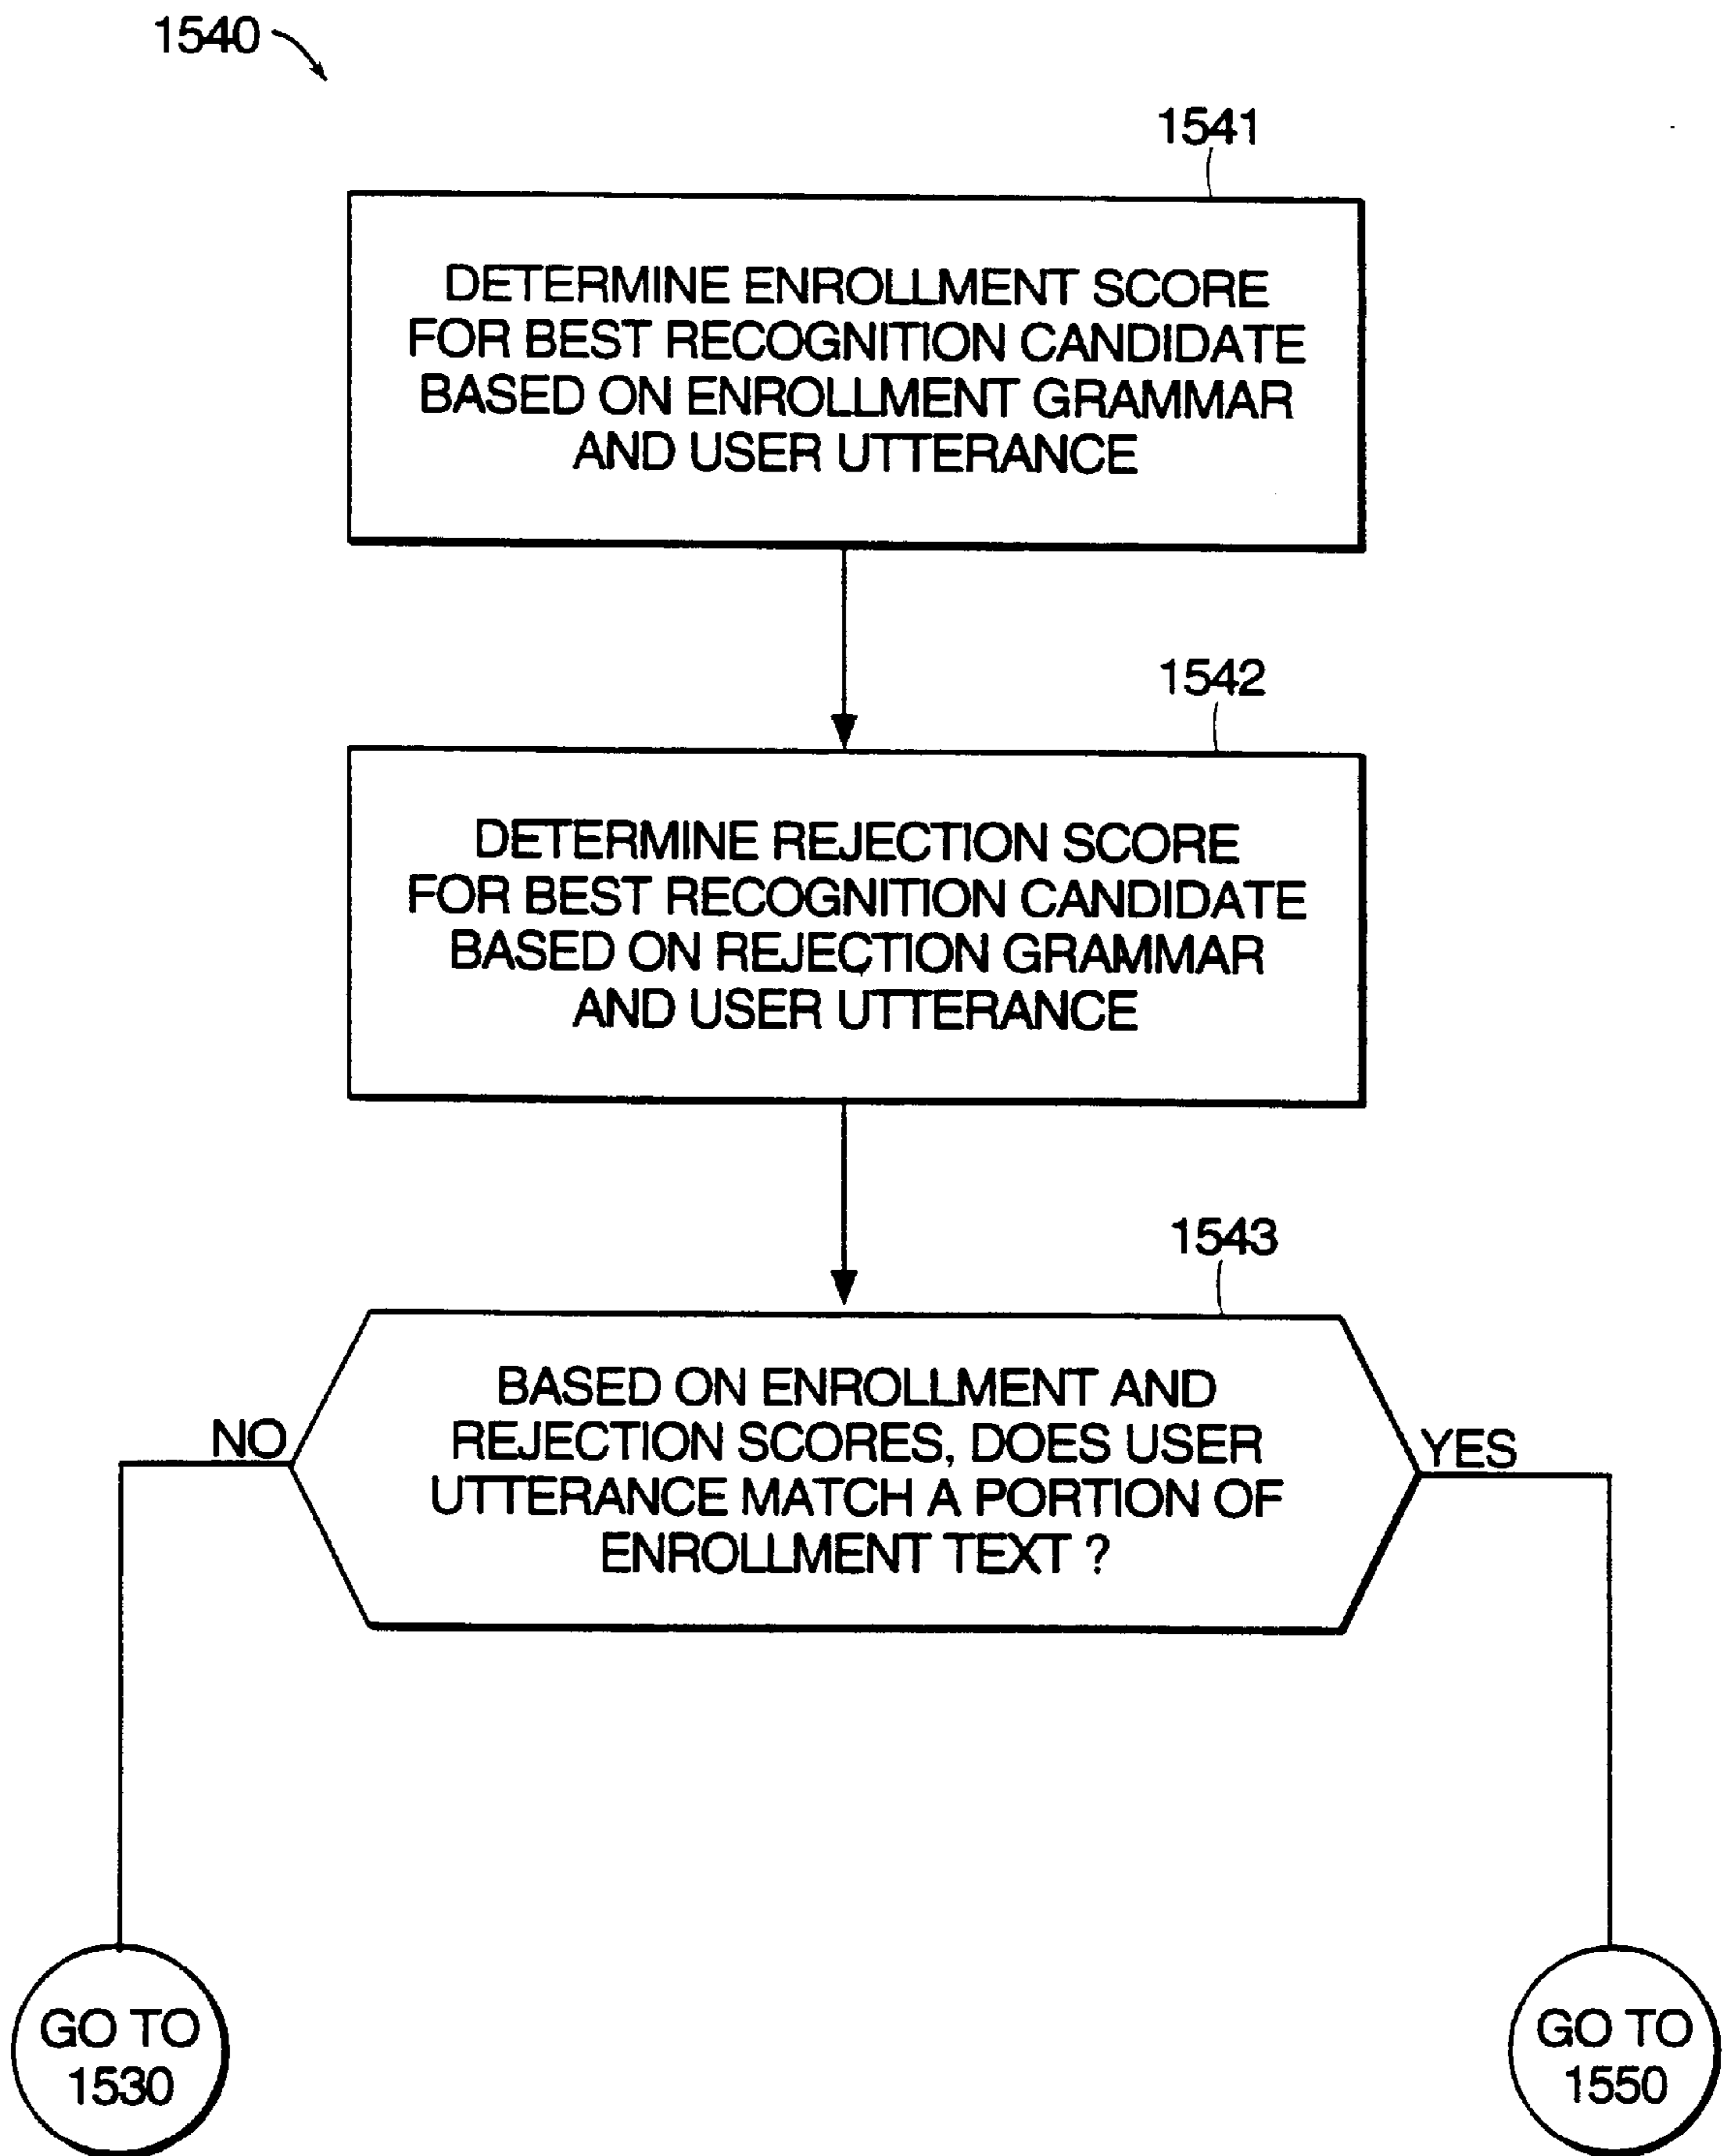 1540
1541
DETERMINE ENROLLMENT SCORE
FOR BEST RECOGNITION CANDIDATE
BASED ON ENROLLMENT GRAMMAR
AND USER UTTERANCE
1542
DETERMINE REJECTION SCORE
FOR BEST RECOGNITION CANDIDATE
BASED ON REJECTION GRAMMAR
AND USER UTTERANCE
1543
BASED ON ENROLLMENT AND
REJECTION SCORES, DOES USER
UTTERANCE MATCH A PORTION OF
ENROLLMENT TEXT ?
NO
YES
GO TO
1530
GO TO
1550